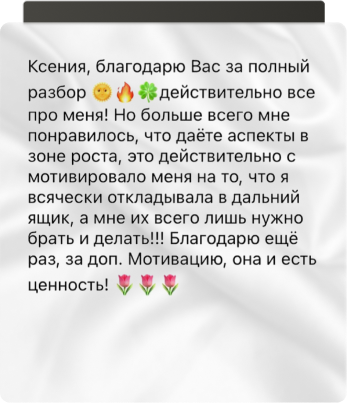 Ксения, благодарю Вас за полный
разбор 🌝🔥🍀действительно все
про меня! Но больше всего мне
понравилось, что даёте аспекты в
зоне роста, это действительно с
мотивировало меня на то, что я
всячески откладывала в дальний
ящик, а мне их всего лишь нужно
брать и делать!!! Благодарю ещё
раз, за доп. Мотивацию, она и есть
ценность! 🌷🌷🌷